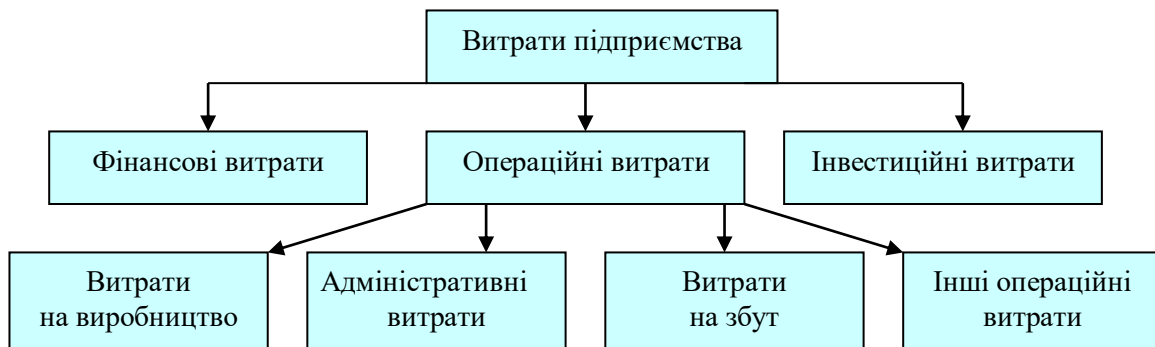 Витрати підприємства
Фінансові витрати
Операційні витрати
Інвестиційні витрати
Витрати
на виробництво
Адміністративні
витрати
Витрати
на збут
Інші операційні
витрати